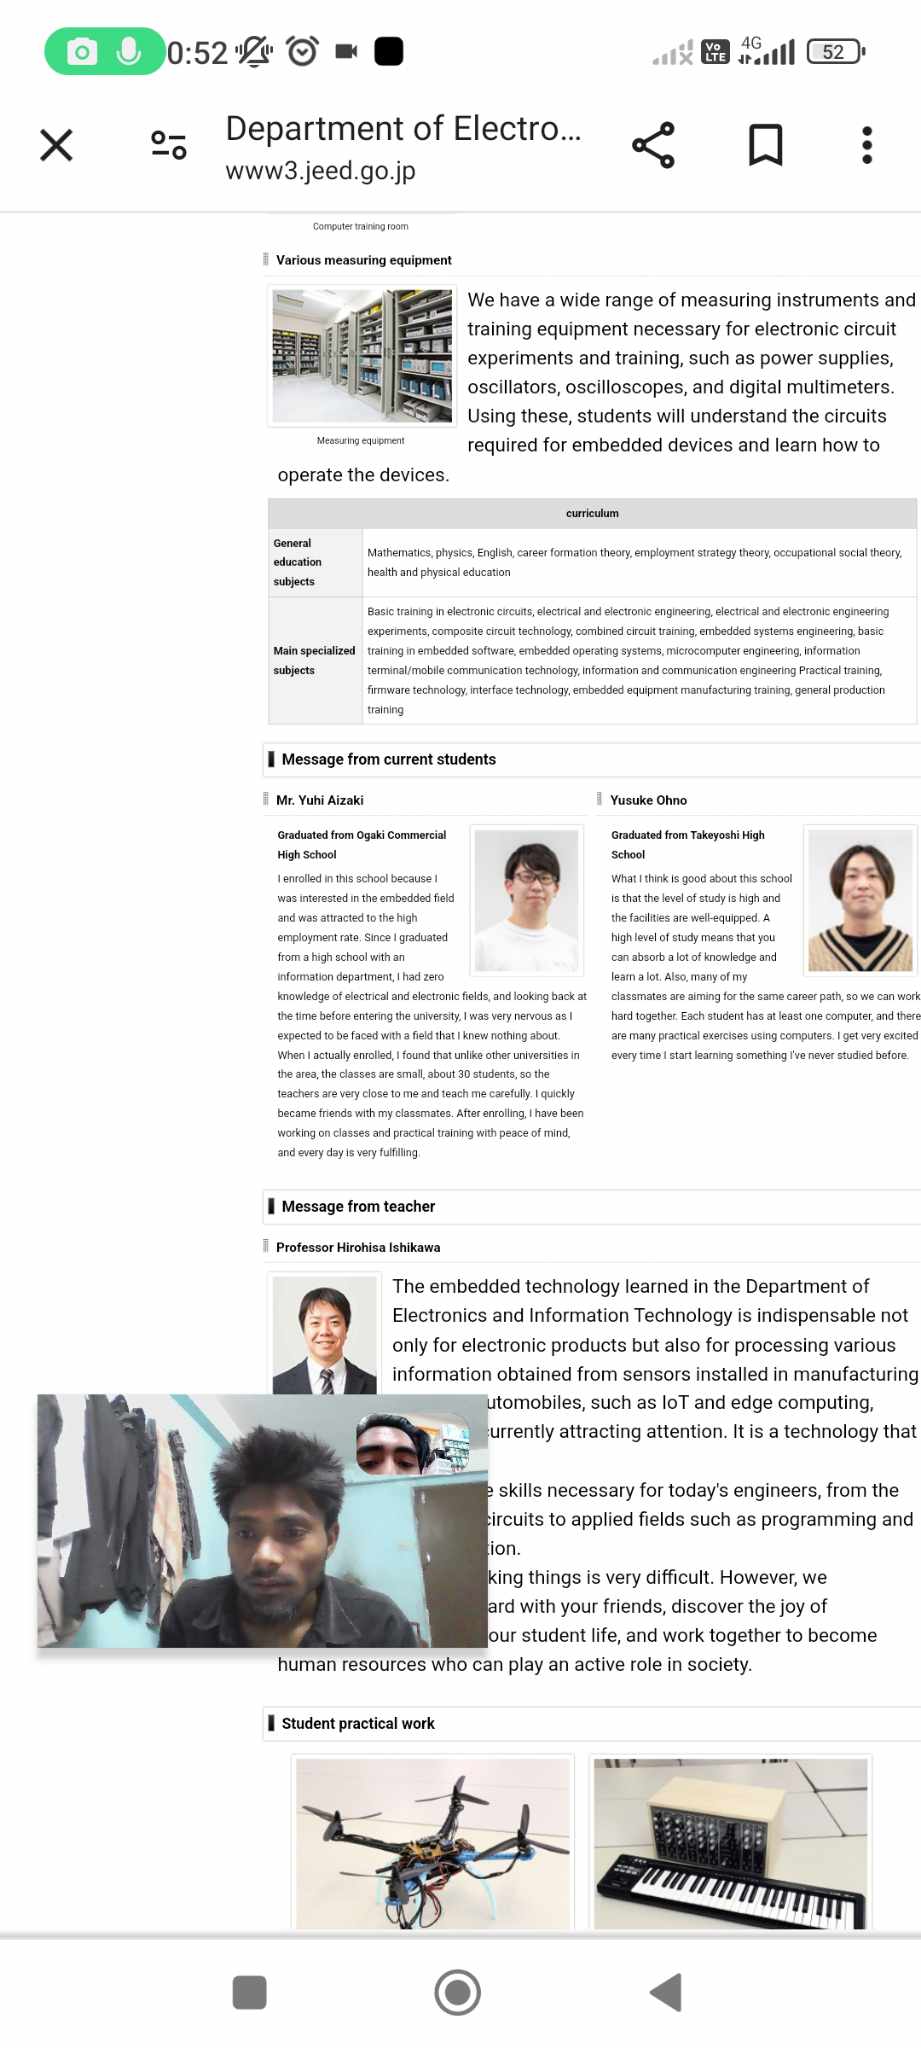 0:52
Vo LTE
4G
52
Department of Electro...
www3.jeed.go.jp
Computer training room
Various measuring equipment
We have a wide range of measuring instruments and
training equipment necessary for electronic circuit
experiments and training, such as power supplies,
oscillators, oscilloscopes, and digital multimeters.
Using these, students will understand the circuits
required for embedded devices and learn how to
Measuring equipment
operate the devices.
curriculum
General
education
subjects
Mathematics, physics, English, career formation theory, employment strategy theory, occupational social theory,
health and physical education
Main specialized
subjects
Basic training in electronic circuits, electrical and electronic engineering, electrical and electronic engineering
experiments, composite circuit technology, combined circuit training, embedded systems engineering, basic
training in embedded software, embedded operating systems, microcomputer engineering, information
terminal/mobile communication technology, information and communication engineering Practical training,
firmware technology, interface technology, embedded equipment manufacturing training, general production
training
Message from current students
Mr. Yuhi Aizaki
Graduated from Ogaki Commercial
High School
I enrolled in this school because I
was interested in the embedded field
and was attracted to the high
employment rate. Since I graduated
from a high school with an
information department, I had zero
knowledge of electrical and electronic fields, and looking back at
the time before entering the university, I was very nervous as I
expected to be faced with a field that I knew nothing about.
When I actually enrolled, I found that unlike other universities in
the area, the classes are small, about 30 students, so the
teachers are very close to me and teach me carefully. I quickly
became friends with my classmates. After enrolling, I have been
working on classes and practical training with peace of mind,
and every day is very fulfilling.
Yusuke Ohno
Graduated from Takeyoshi High
School
What I think is good about this school
is that the level of study is high and
the facilities are well-equipped. A
high level of study means that you
can absorb a lot of knowledge and
learn a lot. Also, many of my
classmates are aiming for the same career path, so we can work
hard together. Each student has at least one computer, and there
are many practical exercises using computers. I get very excited
every time I start learning something I've never studied before.
Message from teacher
Professor Hirohisa Ishikawa
The embedded technology learned in the Department of
Electronics and Information Technology is indispensable not
only for electronic products but also for processing various
information obtained from sensors installed in manufacturing
utomobiles, such as IoT and edge computing,
urrently attracting attention. It is a technology that
e skills necessary for today's engineers, from the
circuits to applied fields such as programming and
tion.
king things is very difficult. However, we
ard with your friends, discover the joy of
our student life, and work together to become
human resources who can play an active role in society.
Student practical work